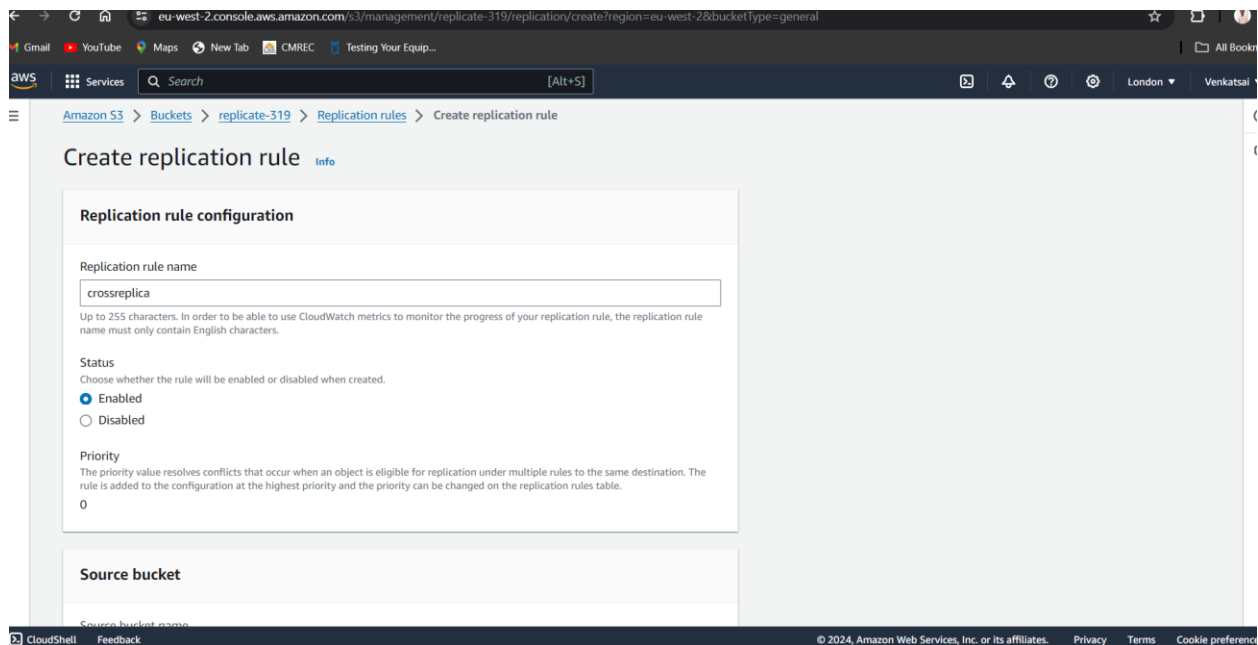 eu-west-2.console.aws.amazon.com/s3/management/replicate-319/replication/create?region=eu-west-2&bucketType=general
Gmail YouTube Maps New Tab CMREC Testing Your Equip... All Bookm
aws Services Search [Alt+S] London Venkatsai
Amazon S3 > Buckets > replicate-319 > Replication rules > Create replication rule
Create replication rule Info
Replication rule configuration
Replication rule name
crossreplica
Up to 255 characters. In order to be able to use CloudWatch metrics to monitor the progress of your replication rule, the replication rule
name must only contain English characters.
Status
Choose whether the rule will be enabled or disabled when created.
Enabled
Disabled
Priority
The priority value resolves conflicts that occur when an object is eligible for replication under multiple rules to the same destination. The
rule is added to the configuration at the highest priority and the priority can be changed on the replication rules table.
0
Source bucket
Source bucket name
CloudShell Feedback © 2024, Amazon Web Services, Inc. or its affiliates. Privacy Terms Cookie preference